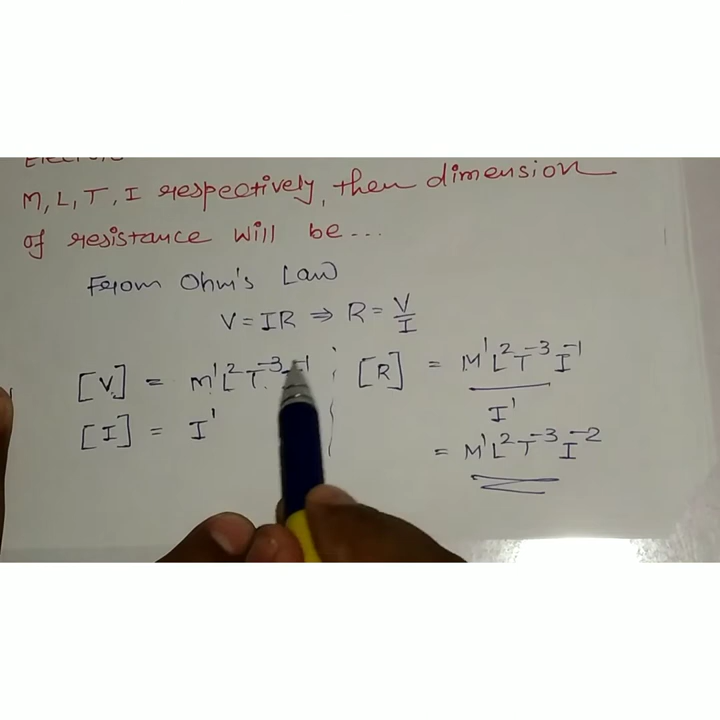 M, L, T, I respectively, then dimension
of resistance will be...
From Ohm's Law
V = IR ⇒ R = V/I
[V] = M¹L²T⁻³ ⁻¹
[I] = I¹
[R] = M¹L²T⁻³I⁻¹ / I¹
= M¹L²T⁻³I⁻²